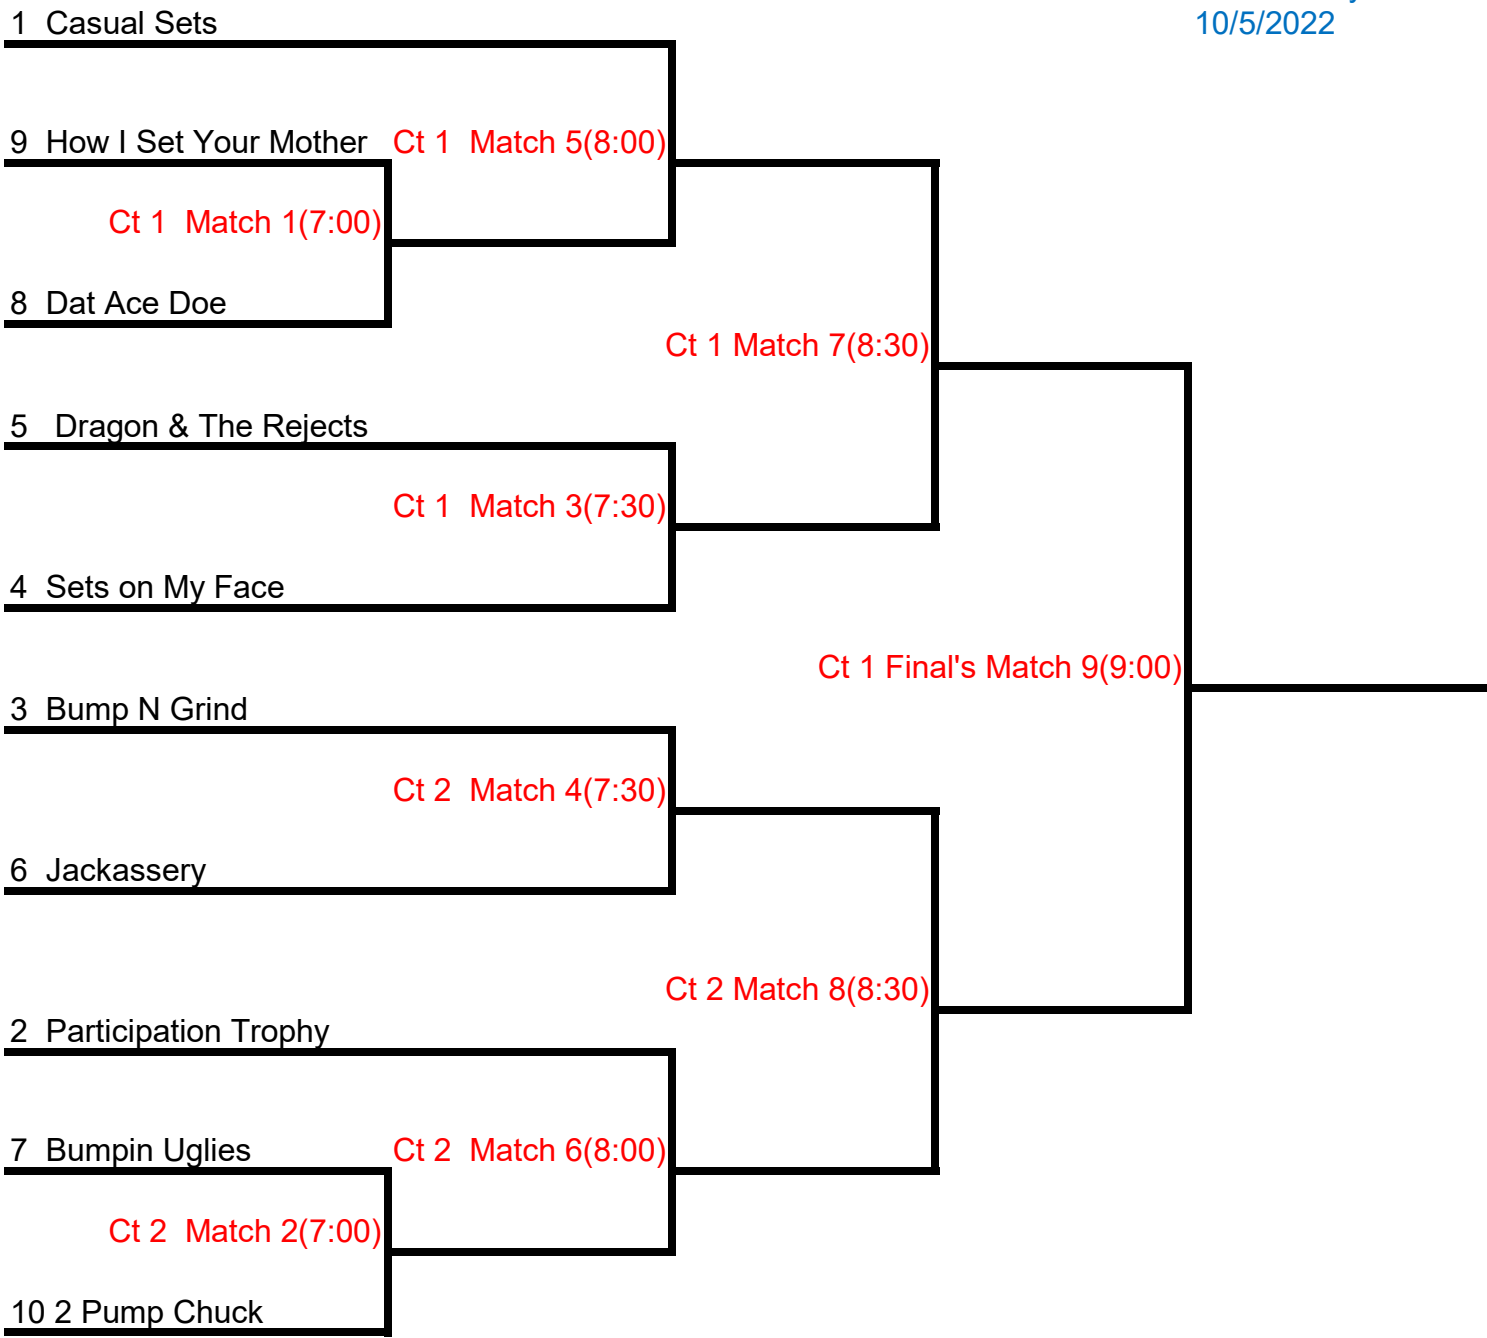 1 Casual Sets
10/5/2022
9 How I Set Your Mother
Ct 1 Match 5(8:00)
Ct 1 Match 1(7:00)
8 Dat Ace Doe
Ct 1 Match 7(8:30)
5 Dragon & The Rejects
Ct 1 Match 3(7:30)
4 Sets on My Face
Ct 1 Final's Match 9(9:00)
3 Bump N Grind
Ct 2 Match 4(7:30)
6 Jackassery
Ct 2 Match 8(8:30)
2 Participation Trophy
7 Bumpin Uglies
Ct 2 Match 6(8:00)
Ct 2 Match 2(7:00)
10 2 Pump Chuck